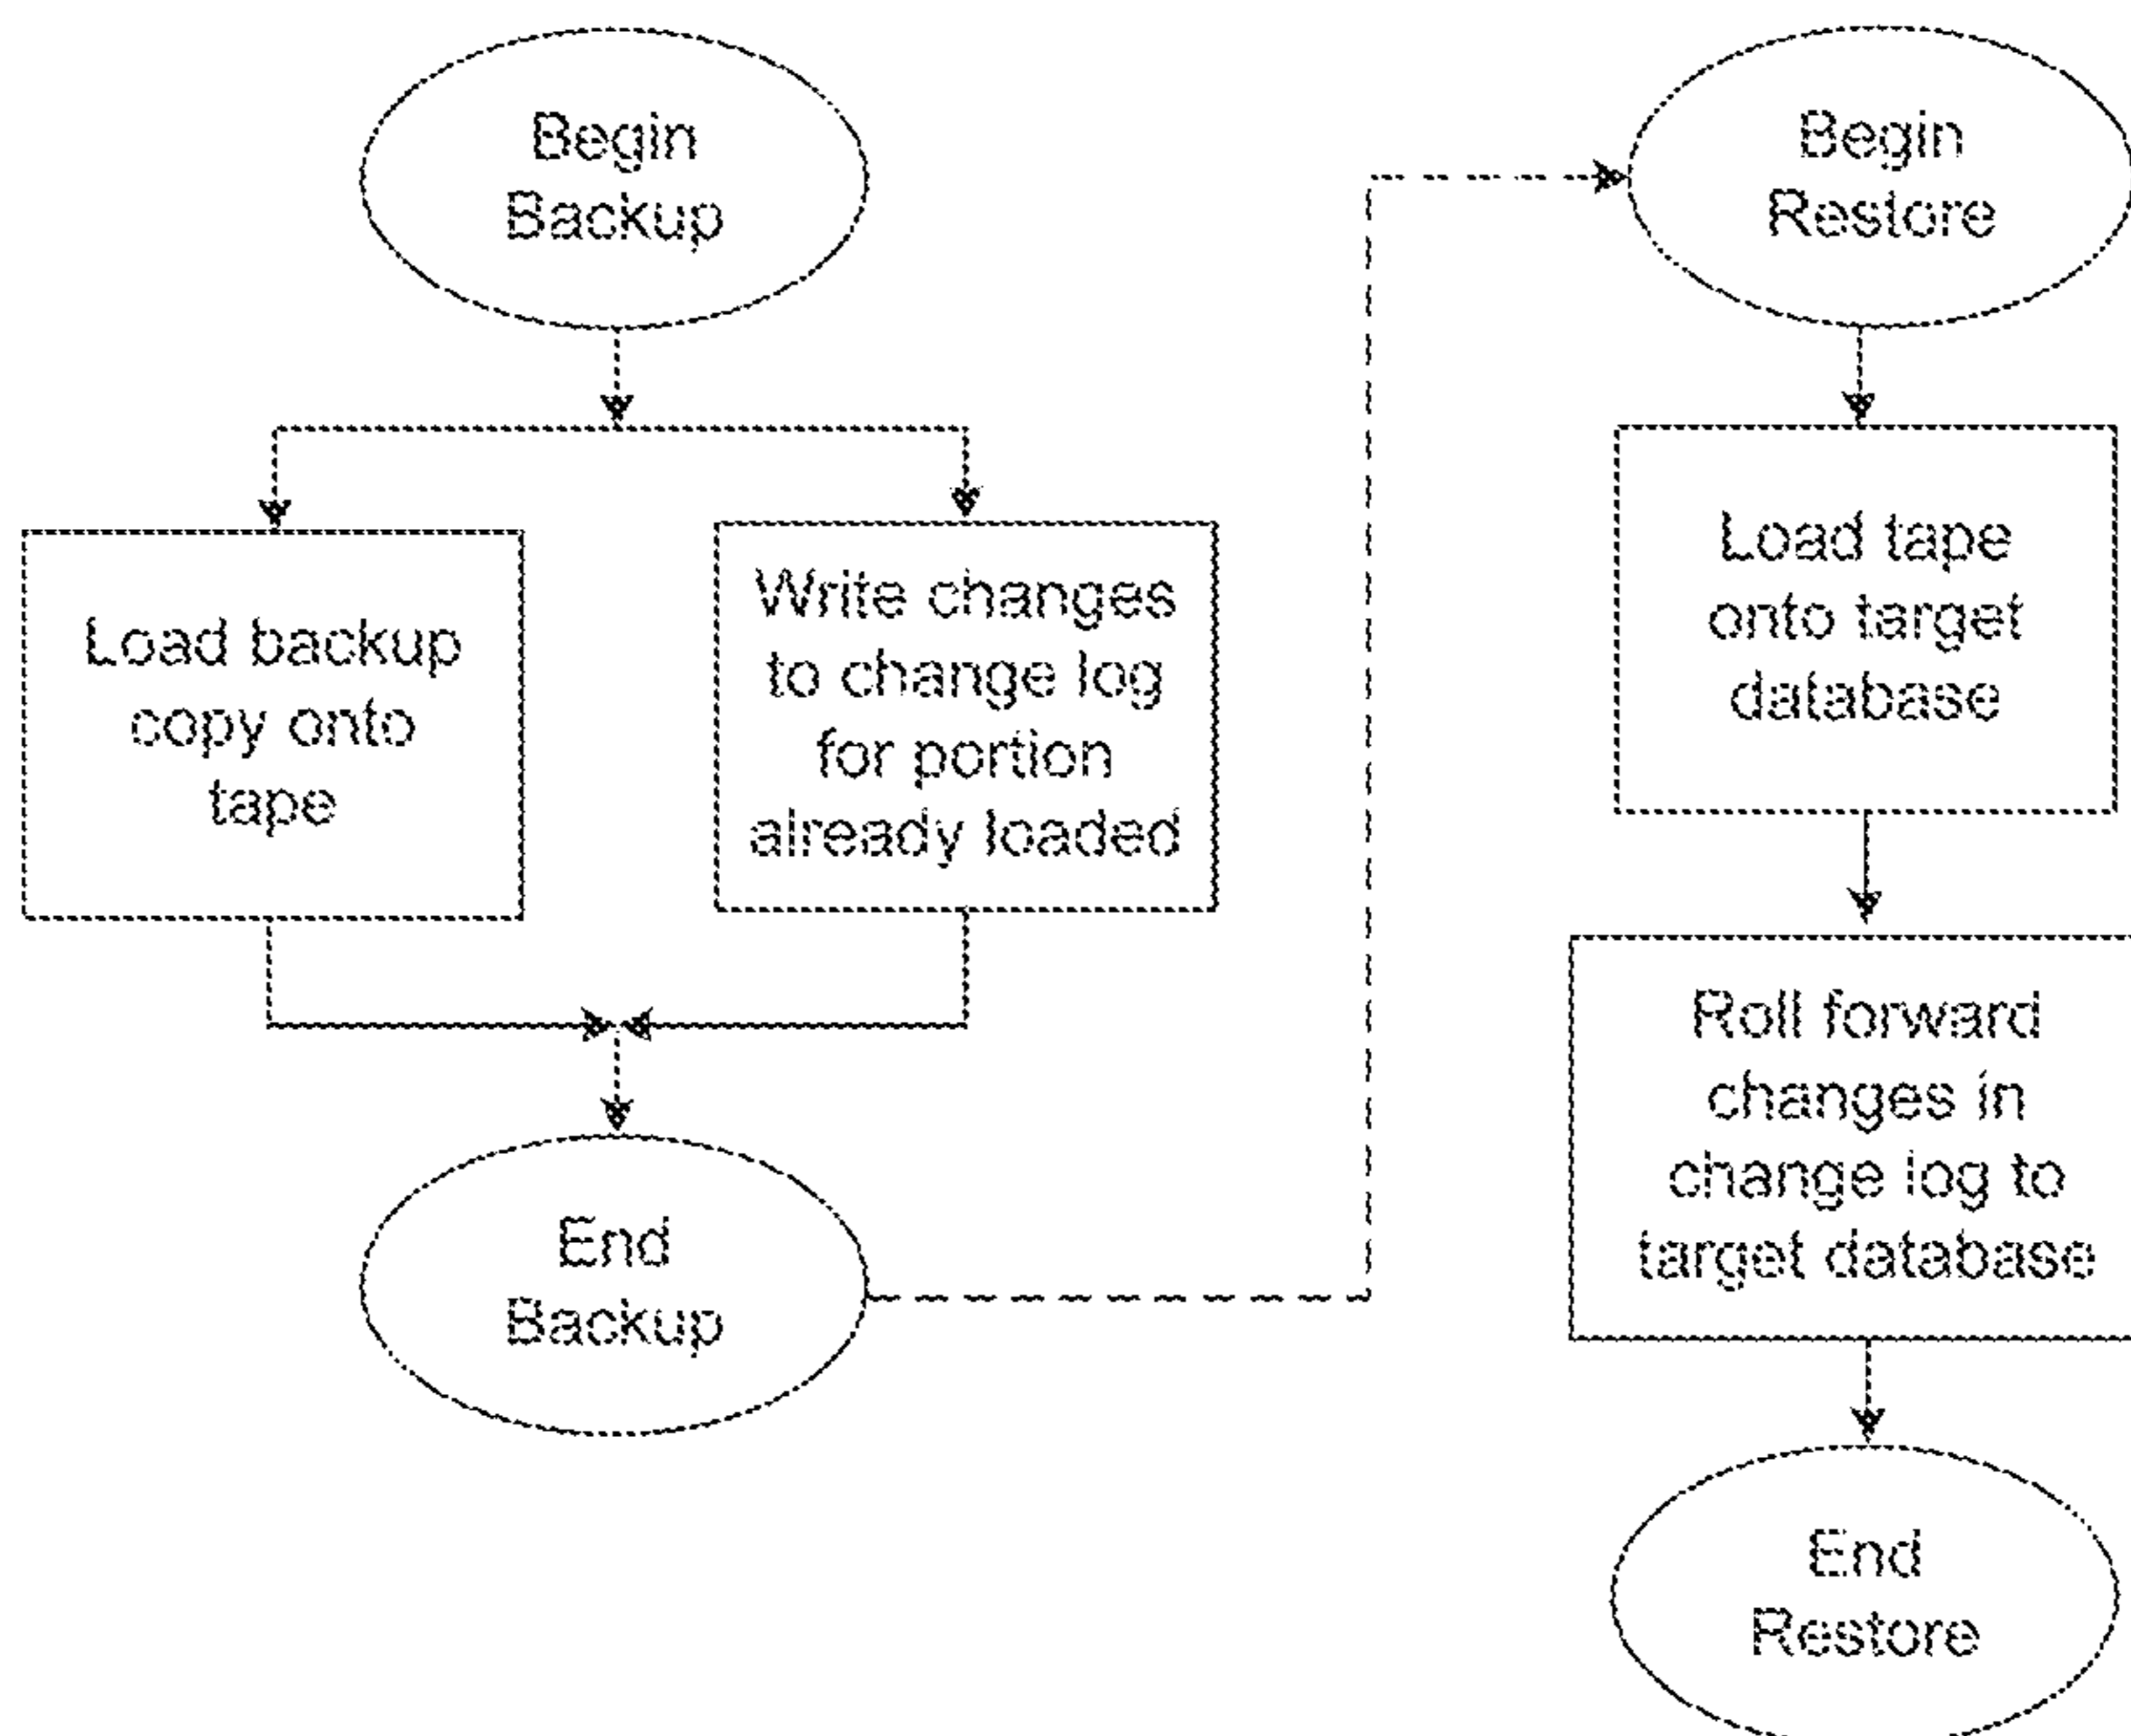 Begin
Backup
Load backup
copy onto
tape
Write changes
to change log
for portion
already loaded
End
Backup
Begin
Restore
Load tape
onto target
database
Roll forward
changes in
change log to
target database
End
Restore